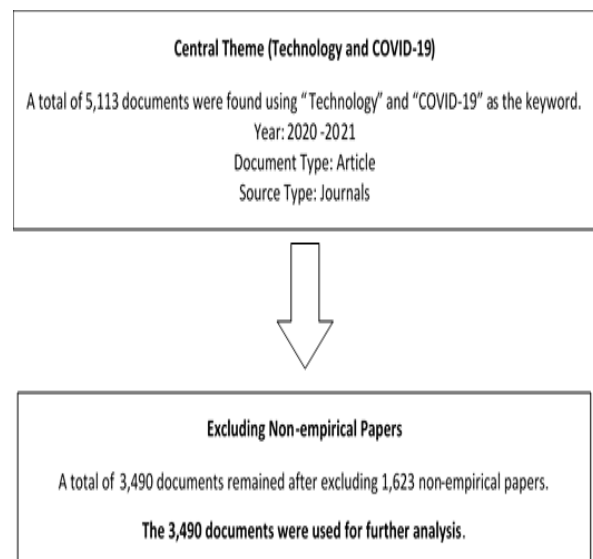 Central Theme (Technology and COVID-19)
A total of 5,113 documents were found using "Technology" and "COVID-19" as the keyword.
Year: 2020 -2021
Document Type: Article
Source Type: Journals
Excluding Non-empirical Papers
A total of 3,490 documents remained after excluding 1,623 non-empirical papers.
The 3,490 documents were used for further analysis.